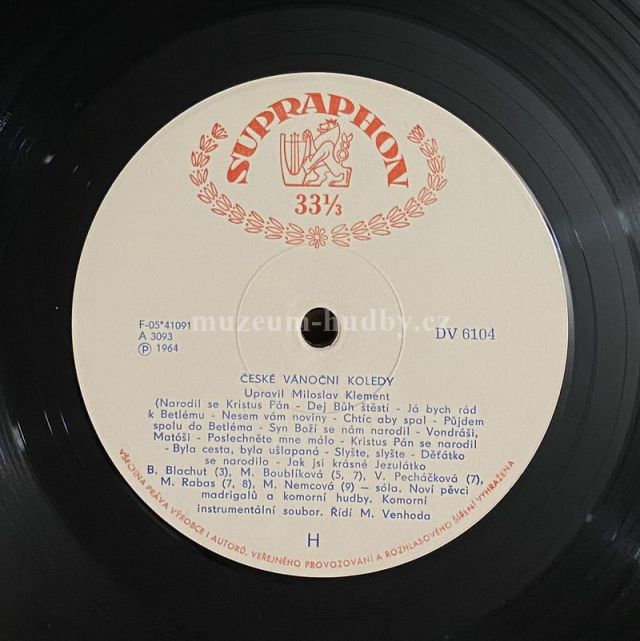 SUPRAPHON
33⅓
muzeum-hudby.cz
F-05*41091
A 3093
Ⓟ 1964
DV 6104
ČESKÉ VÁNOČNÍ KOLEDY
Upravil Miloslav Klement
(Narodil se Kristus Pán - Dej Bůh štěstí - Já bych rád
k Betlému - Nesem vám noviny - Chtíc aby spal - Půjdem
spolu do Betléma - Syn Boží se nám narodil - Vondráši,
Matóši - Poslechněte mne málo - Kristus Pán se narodil
- Byla cesta, byla ušlapaná - Slyšte, slyšte - Děťátko
se narodilo - Jak jsi krásné Jezulátko
B. Blachut (3), M. Boublíková (5, 7), V. Pecháčková (7),
M. Rabas (7, 8), M. Nemcová (9) — sóla. Noví pěvci
madrigalů a komorní hudby. Komorní
instrumentální soubor. Řídí M. Venhoda
H
VŠECHNA PRÁVA VÝROBCE I AUTORŮ, VEŘEJNÉHO PROVOZOVÁNÍ A ROZHLASOVÉHO ŠÍŘENÍ VYHRAŽENA